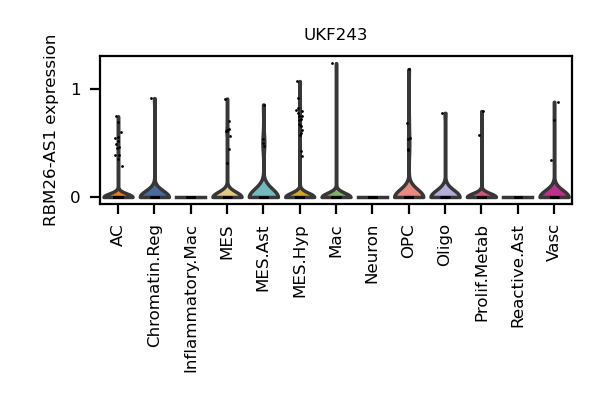 UKF243
RBM26-AS1 expression
1
0
AC
Chromatin.Reg
Inflammatory.Mac
MES
MES.Ast
MES.Hyp
Mac
Neuron
OPC
Oligo
Prolif.Metab
Reactive.Ast
Vasc